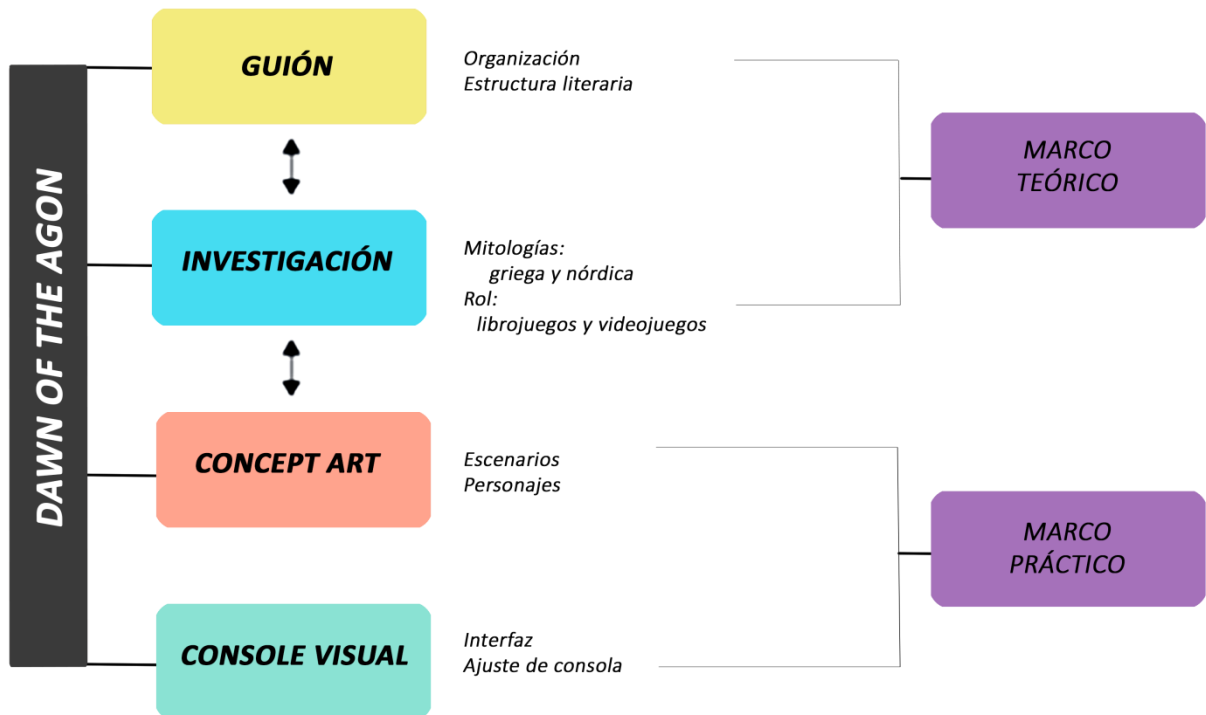 DAWN OF THE AGON
GUIÓN
Organización
Estructura literaria
INVESTIGACIÓN
Mitologías:
griega y nórdica
Rol:
librojuegos y videojuegos
MARCO
TEÓRICO
CONCEPT ART
Escenarios
Personajes
CONSOLE VISUAL
Interfaz
Ajuste de consola
MARCO
PRÁCTICO